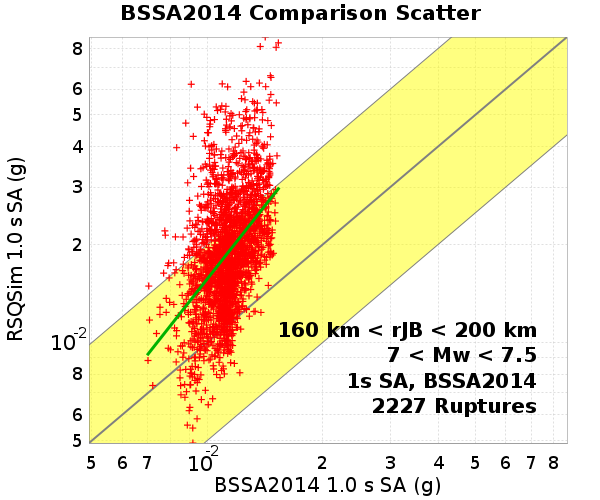 BSSA2014 Comparison Scatter
RSQSim 1.0 s SA (g)
8
6
5
4
3
2
10-2
8
6
5
160 km < rJB < 200 km
7 < Mw < 7.5
1s SA, BSSA2014
2227 Ruptures
5 6 7 10-2 2 3 4 5 6 7 8
BSSA2014 1.0 s SA (g)